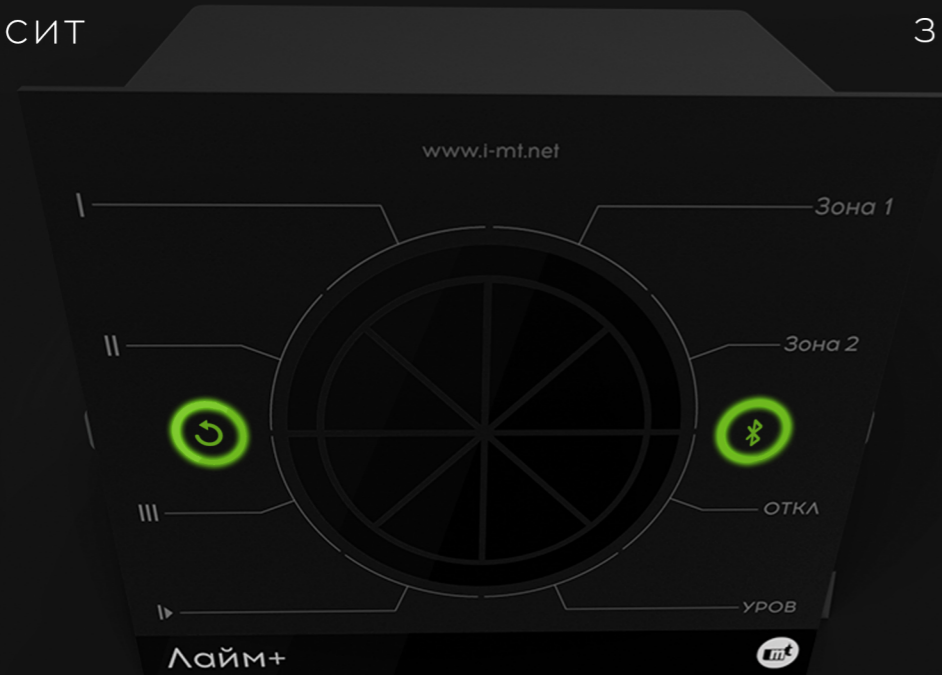 СИТ З
www.i-mt.net
I Зона 1
II Зона 2
III ОТКЛ
УРОВ
Лайм+ mt